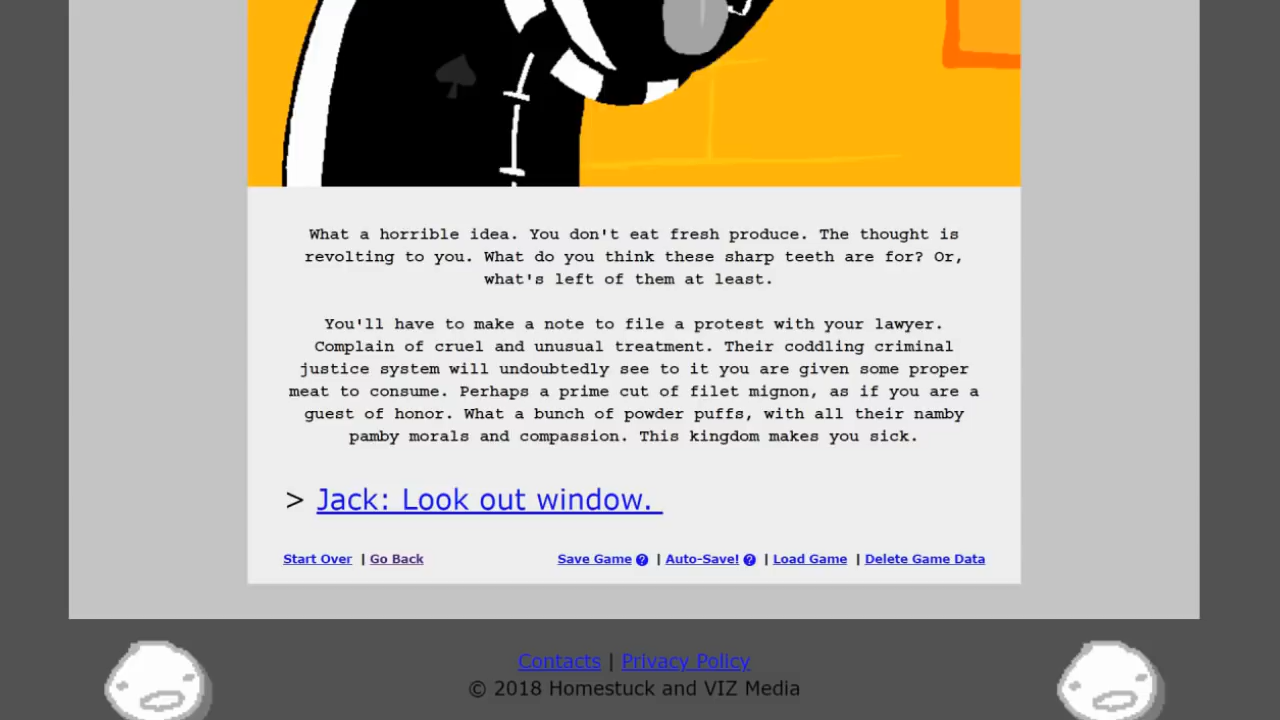 What a horrible idea. You don't eat fresh produce. The thought is
revolting to you. What do you think these sharp teeth are for? Or,
what's left of them at least.
You'll have to make a note to file a protest with your lawyer.
Complain of cruel and unusual treatment. Their coddling criminal
justice system will undoubtedly see to it you are given some proper
meat to consume. Perhaps a prime cut of filet mignon, as if you are a
guest of honor. What a bunch of powder puffs, with all their namby
pamby morals and compassion. This kingdom makes you sick.
> Jack: Look out window.
Start Over | Go Back Save Game ? | Auto-Save! ? | Load Game | Delete Game Data
Contacts | Privacy Policy
© 2018 Homestuck and VIZ Media